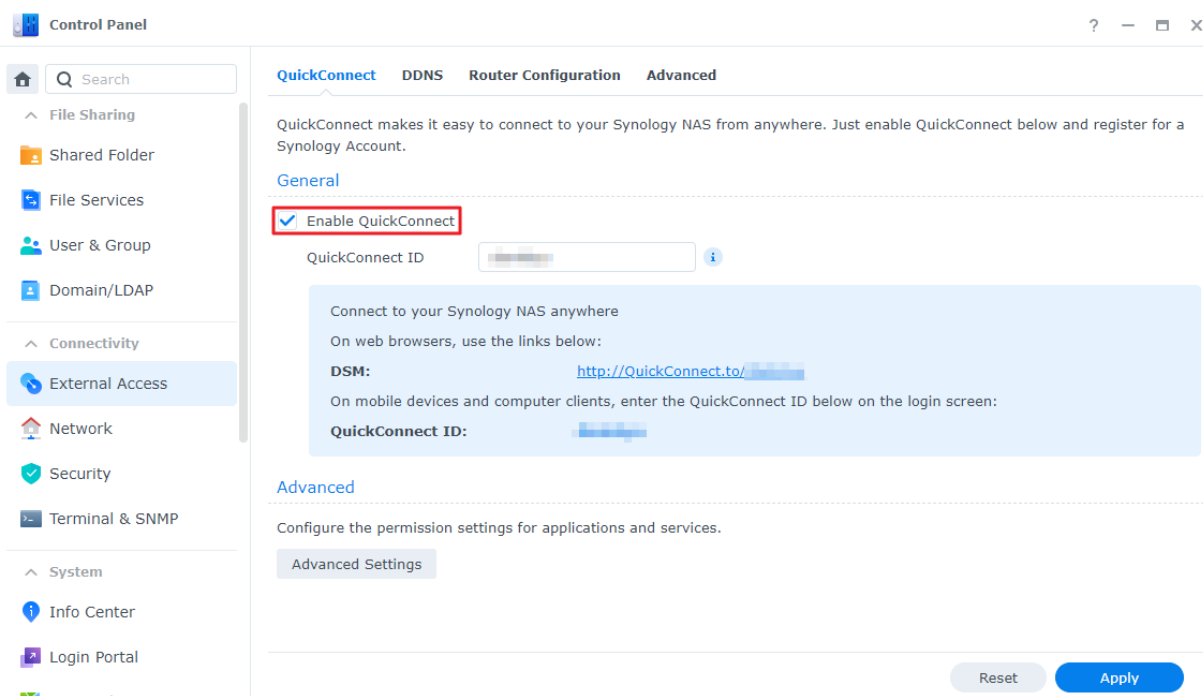 Control Panel
?
Search
File Sharing
Shared Folder
File Services
User & Group
Domain/LDAP
Connectivity
External Access
Network
Security
Terminal & SNMP
System
Info Center
Login Portal
QuickConnect DDNS Router Configuration Advanced
QuickConnect makes it easy to connect to your Synology NAS from anywhere. Just enable QuickConnect below and register for a
Synology Account.
General
Enable QuickConnect
QuickConnect ID
Connect to your Synology NAS anywhere
On web browsers, use the links below:
DSM: http://QuickConnect.to/
On mobile devices and computer clients, enter the QuickConnect ID below on the login screen:
QuickConnect ID:
Advanced
Configure the permission settings for applications and services.
Advanced Settings
Reset Apply